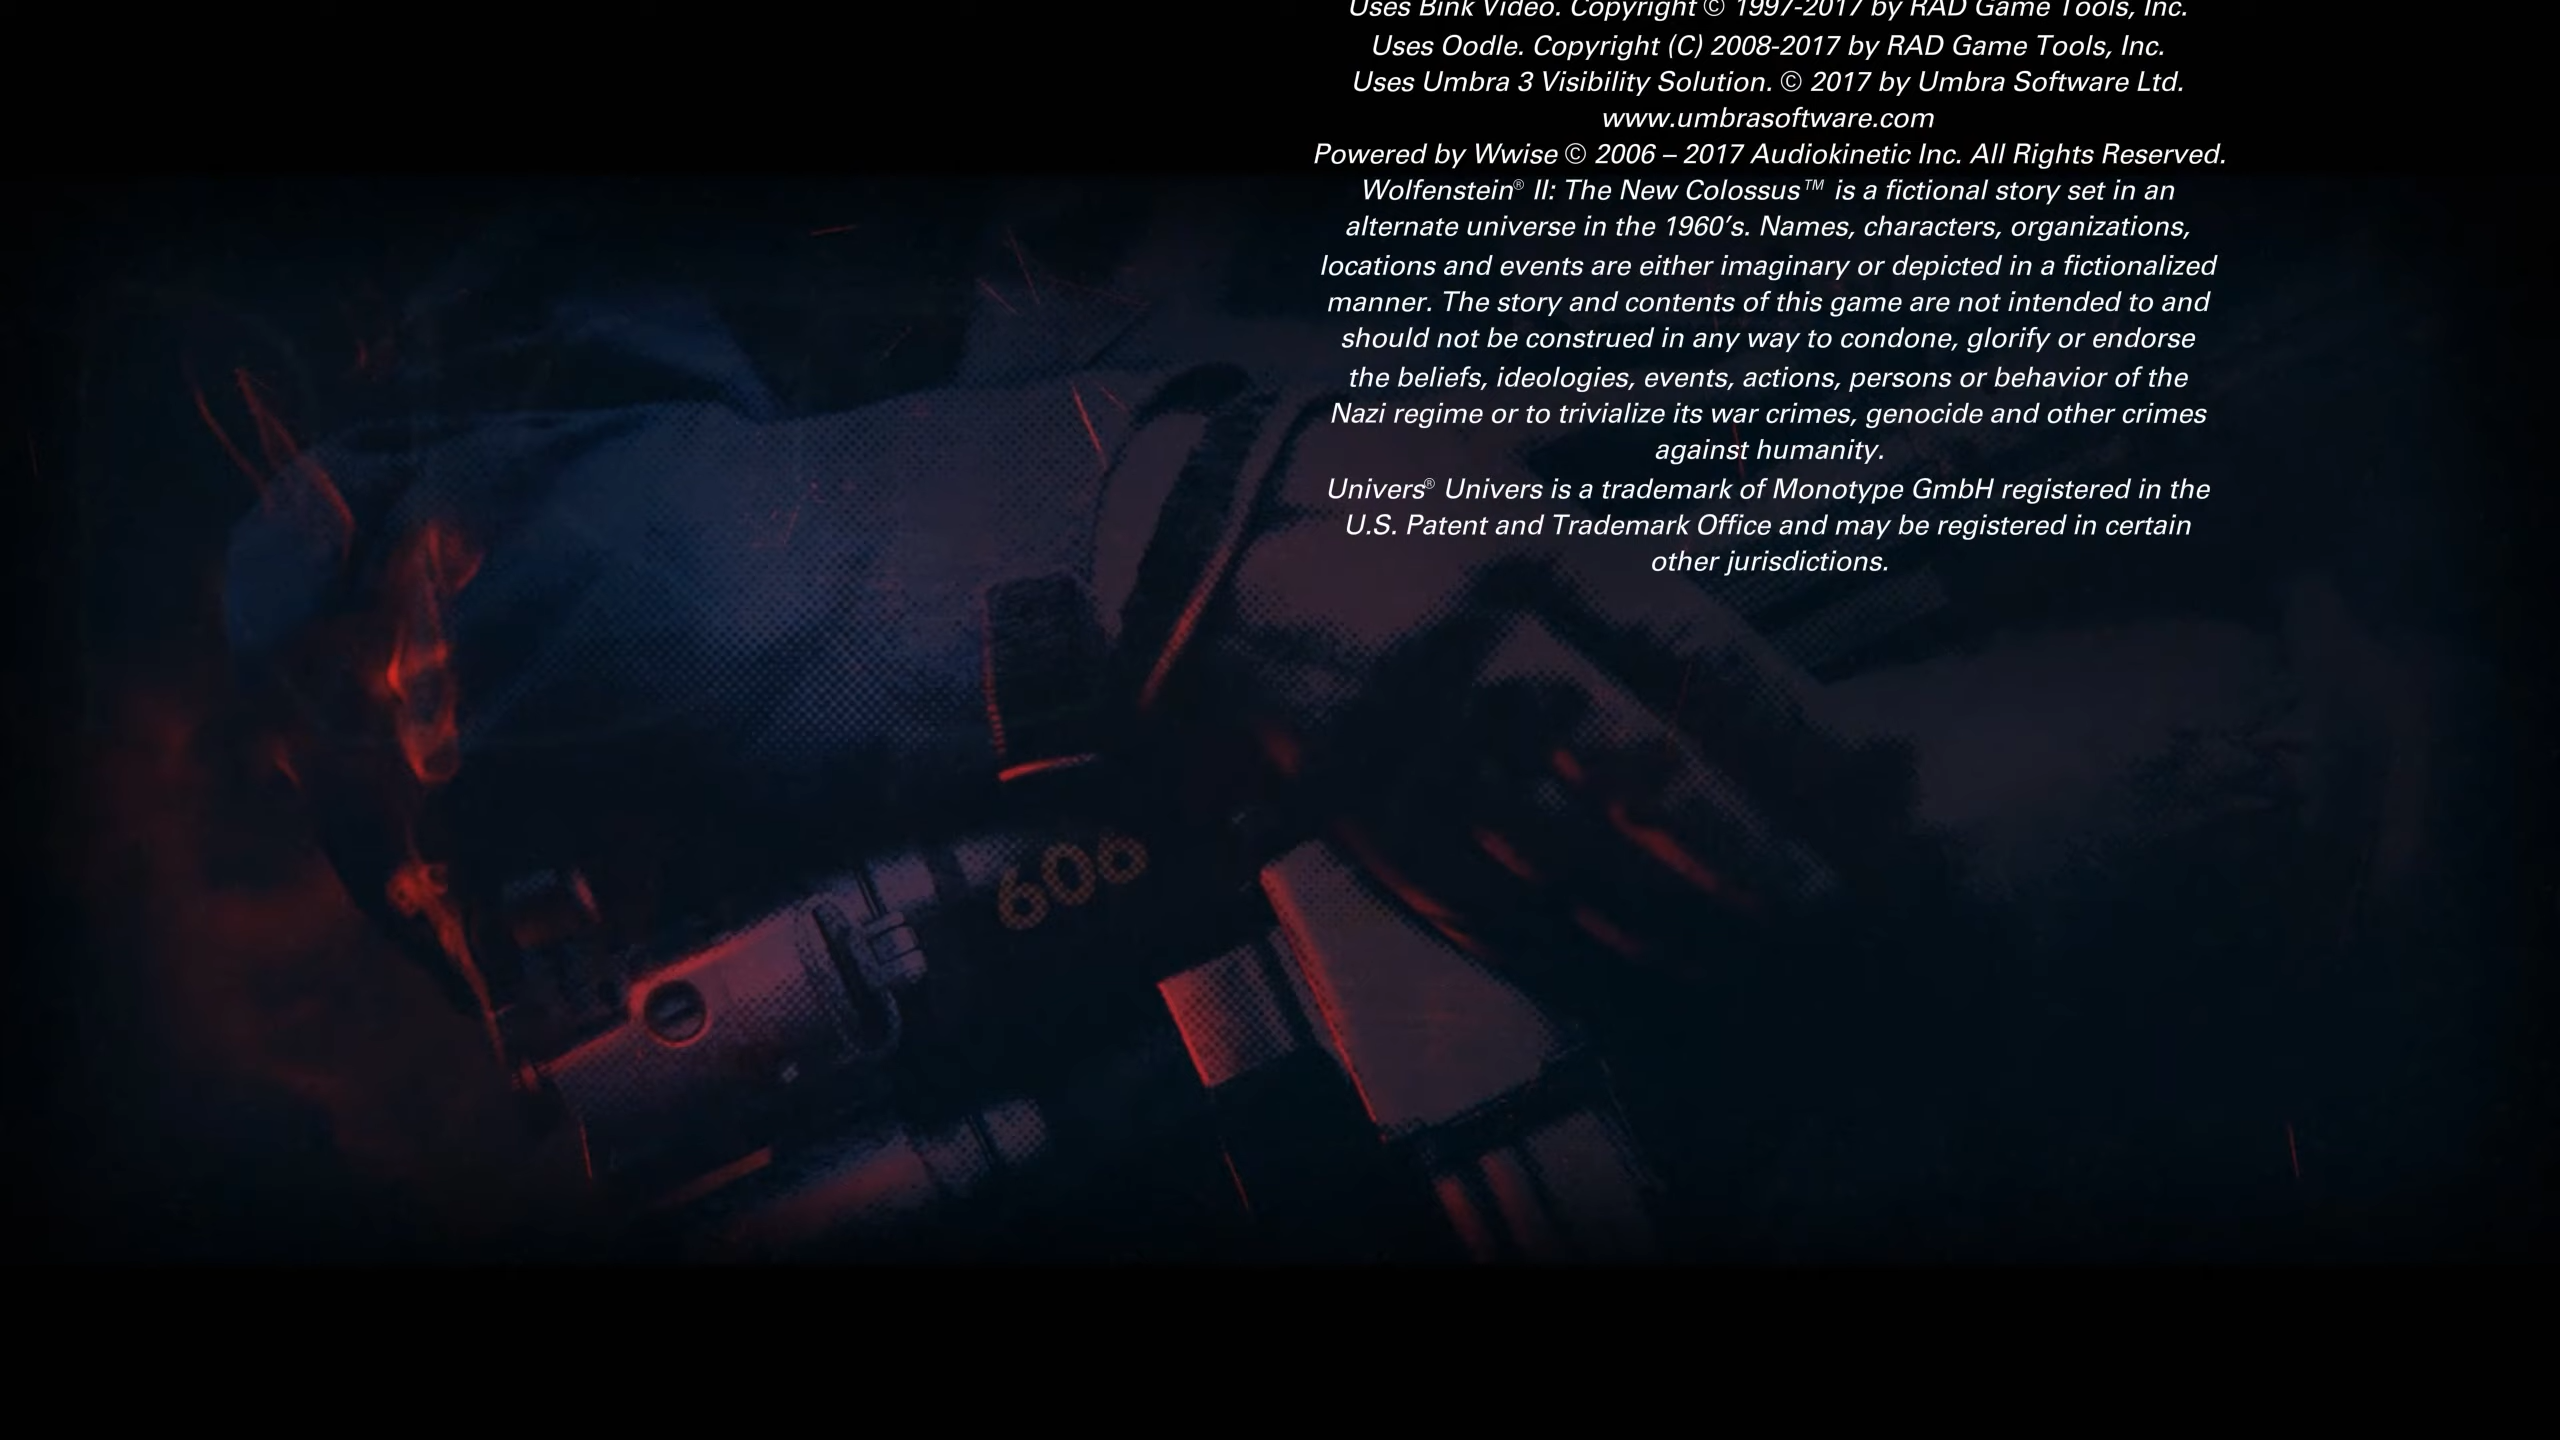 Uses Bink Video. Copyright © 1997-2017 by RAD Game Tools, Inc.
Uses Oodle. Copyright (C) 2008-2017 by RAD Game Tools, Inc.
Uses Umbra 3 Visibility Solution. © 2017 by Umbra Software Ltd.
www.umbrasoftware.com
Powered by Wwise © 2006 – 2017 Audiokinetic Inc. All Rights Reserved.
Wolfenstein® II: The New Colossus™ is a fictional story set in an
alternate universe in the 1960’s. Names, characters, organizations,
locations and events are either imaginary or depicted in a fictionalized
manner. The story and contents of this game are not intended to and
should not be construed in any way to condone, glorify or endorse
the beliefs, ideologies, events, actions, persons or behavior of the
Nazi regime or to trivialize its war crimes, genocide and other crimes
against humanity.
Univers® Univers is a trademark of Monotype GmbH registered in the
U.S. Patent and Trademark Office and may be registered in certain
other jurisdictions.
600